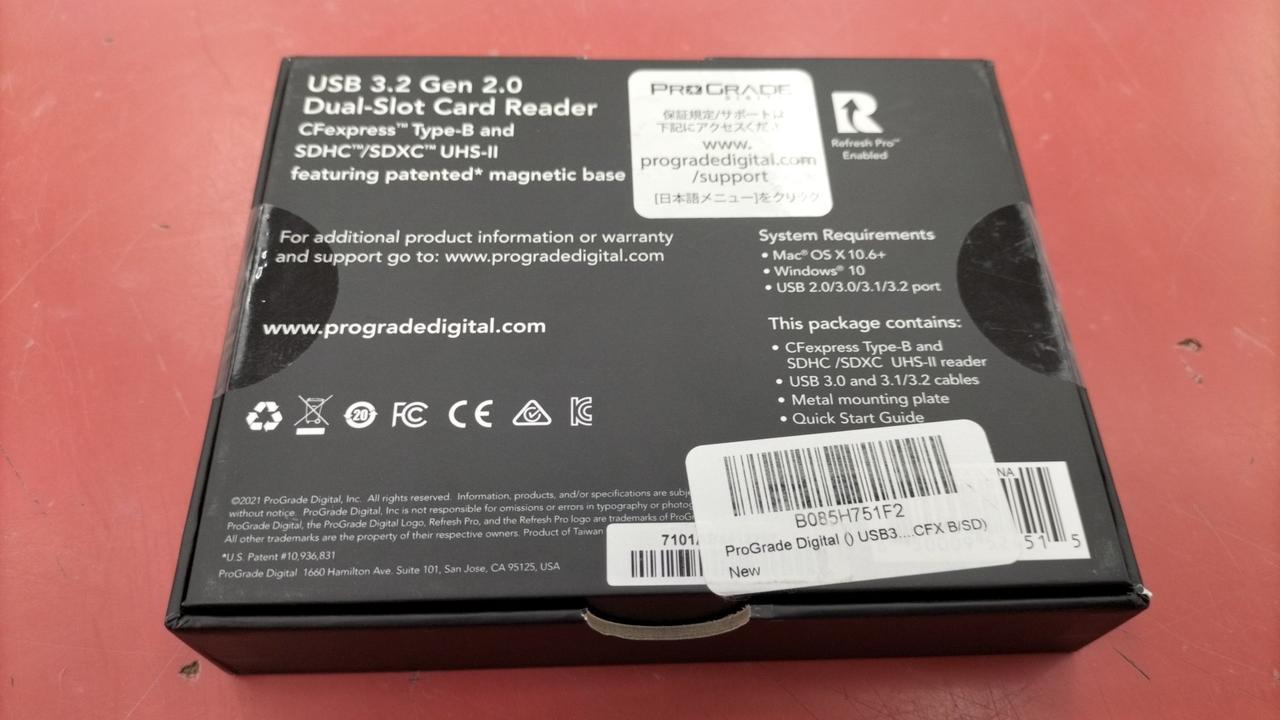 USB 3.2 Gen 2.0
Dual-Slot Card Reader
CFexpress™ Type-B and
SDHC™/SDXC™ UHS-II
featuring patented* magnetic base
PROGRADE
DIGITAL
保証規定/サポートは
下記にアクセスください
www.
progradedigital.com
/support
[日本語メニュー]をクリック
R
Refresh Pro™
Enabled
For additional product information or warranty
and support go to: www.progradedigital.com
www.progradedigital.com
System Requirements
• Mac® OS X 10.6+
• Windows® 10
• USB 2.0/3.0/3.1/3.2 port
This package contains:
• CFexpress Type-B and
SDHC /SDXC UHS-II reader
• USB 3.0 and 3.1/3.2 cables
• Metal mounting plate
• Quick Start Guide
20
FC
CE
©2021 ProGrade Digital, Inc. All rights reserved. Information, products, and/or specifications are
without notice. ProGrade Digital, Inc is not responsible for omissions or errors in typography or
ProGrade Digital, the ProGrade Digital Logo, Refresh Pro, and the Refresh Pro logo are trademarks of
All other trademarks are the property of their respective owners. Product of Taiwan
*U.S. Patent #10,936,831
ProGrade Digital 1660 Hamilton Ave. Suite 101, San Jose, CA 95125, USA
7101
NA
51 5
B085H751F2
ProGrade Digital () USB3....CFX B/SD)
New